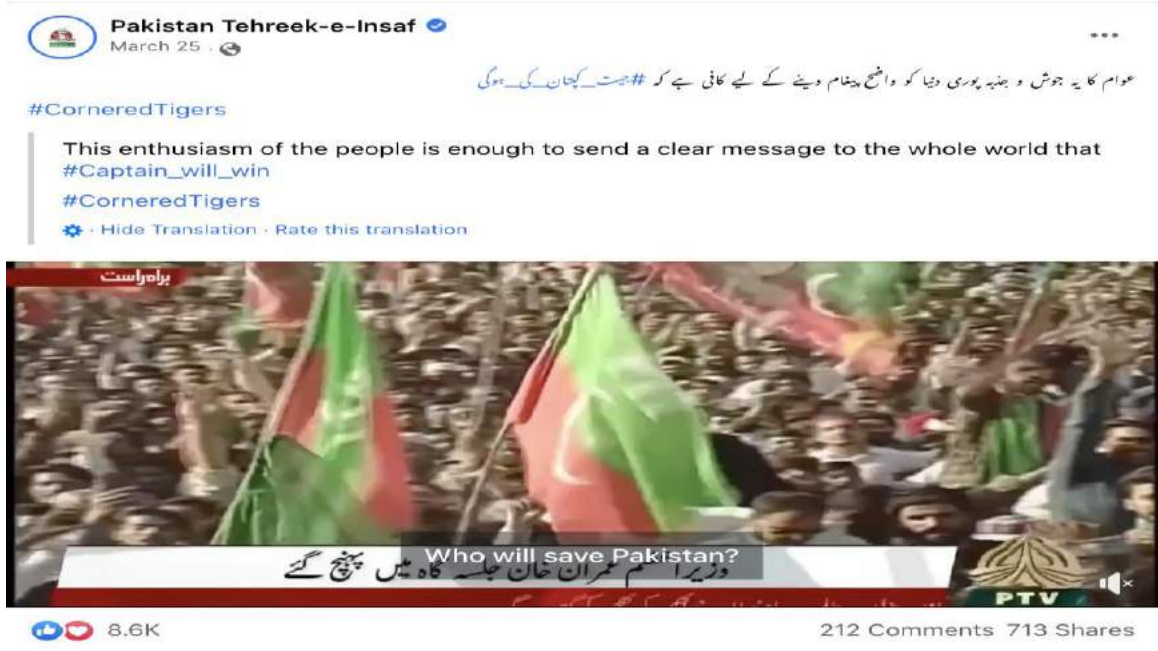 Pakistan Tehreek-e-Insaf
March 25 ·
عوام کا یہ جوش و جذبہ پوری دنیا کو واضح پیغام دینے کے لیے کافی ہے کہ #جیت_کپتان_کی_ہوگی
#CorneredTigers
This enthusiasm of the people is enough to send a clear message to the whole world that
#Captain_will_win
#CorneredTigers
· Hide Translation · Rate this translation
براہراست
Who will save Pakistan?
وزیراعظم عمران خان جلسہ گاہ میں پہنچ گئے
PTV
8.6K
212 Comments 713 Shares